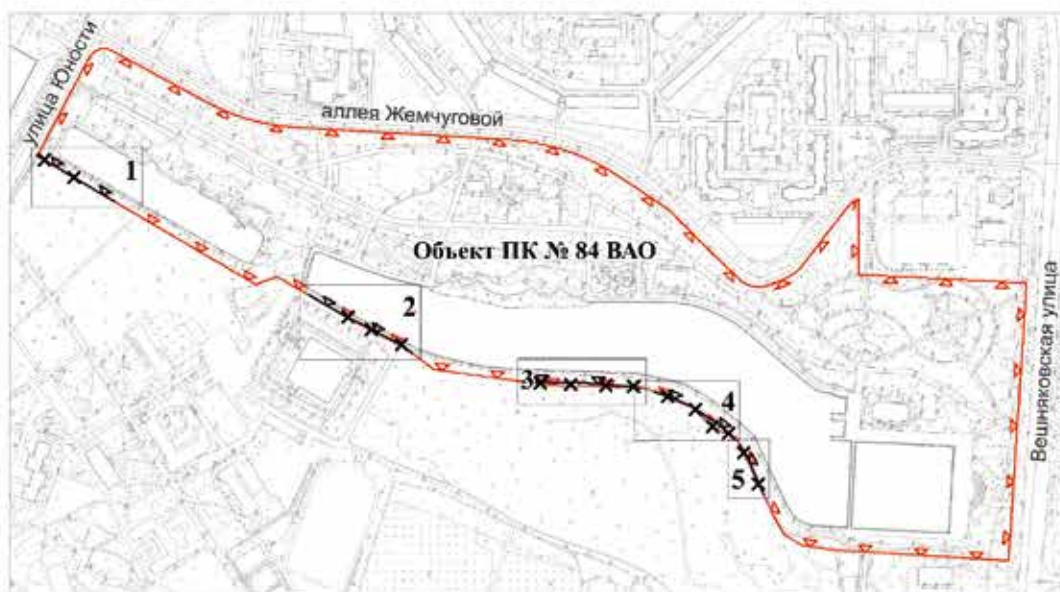 улица Юности
аллея Жемчуговой
1
Объект ПК № 84 ВАО
2
Вешняковская улица
3
4
5